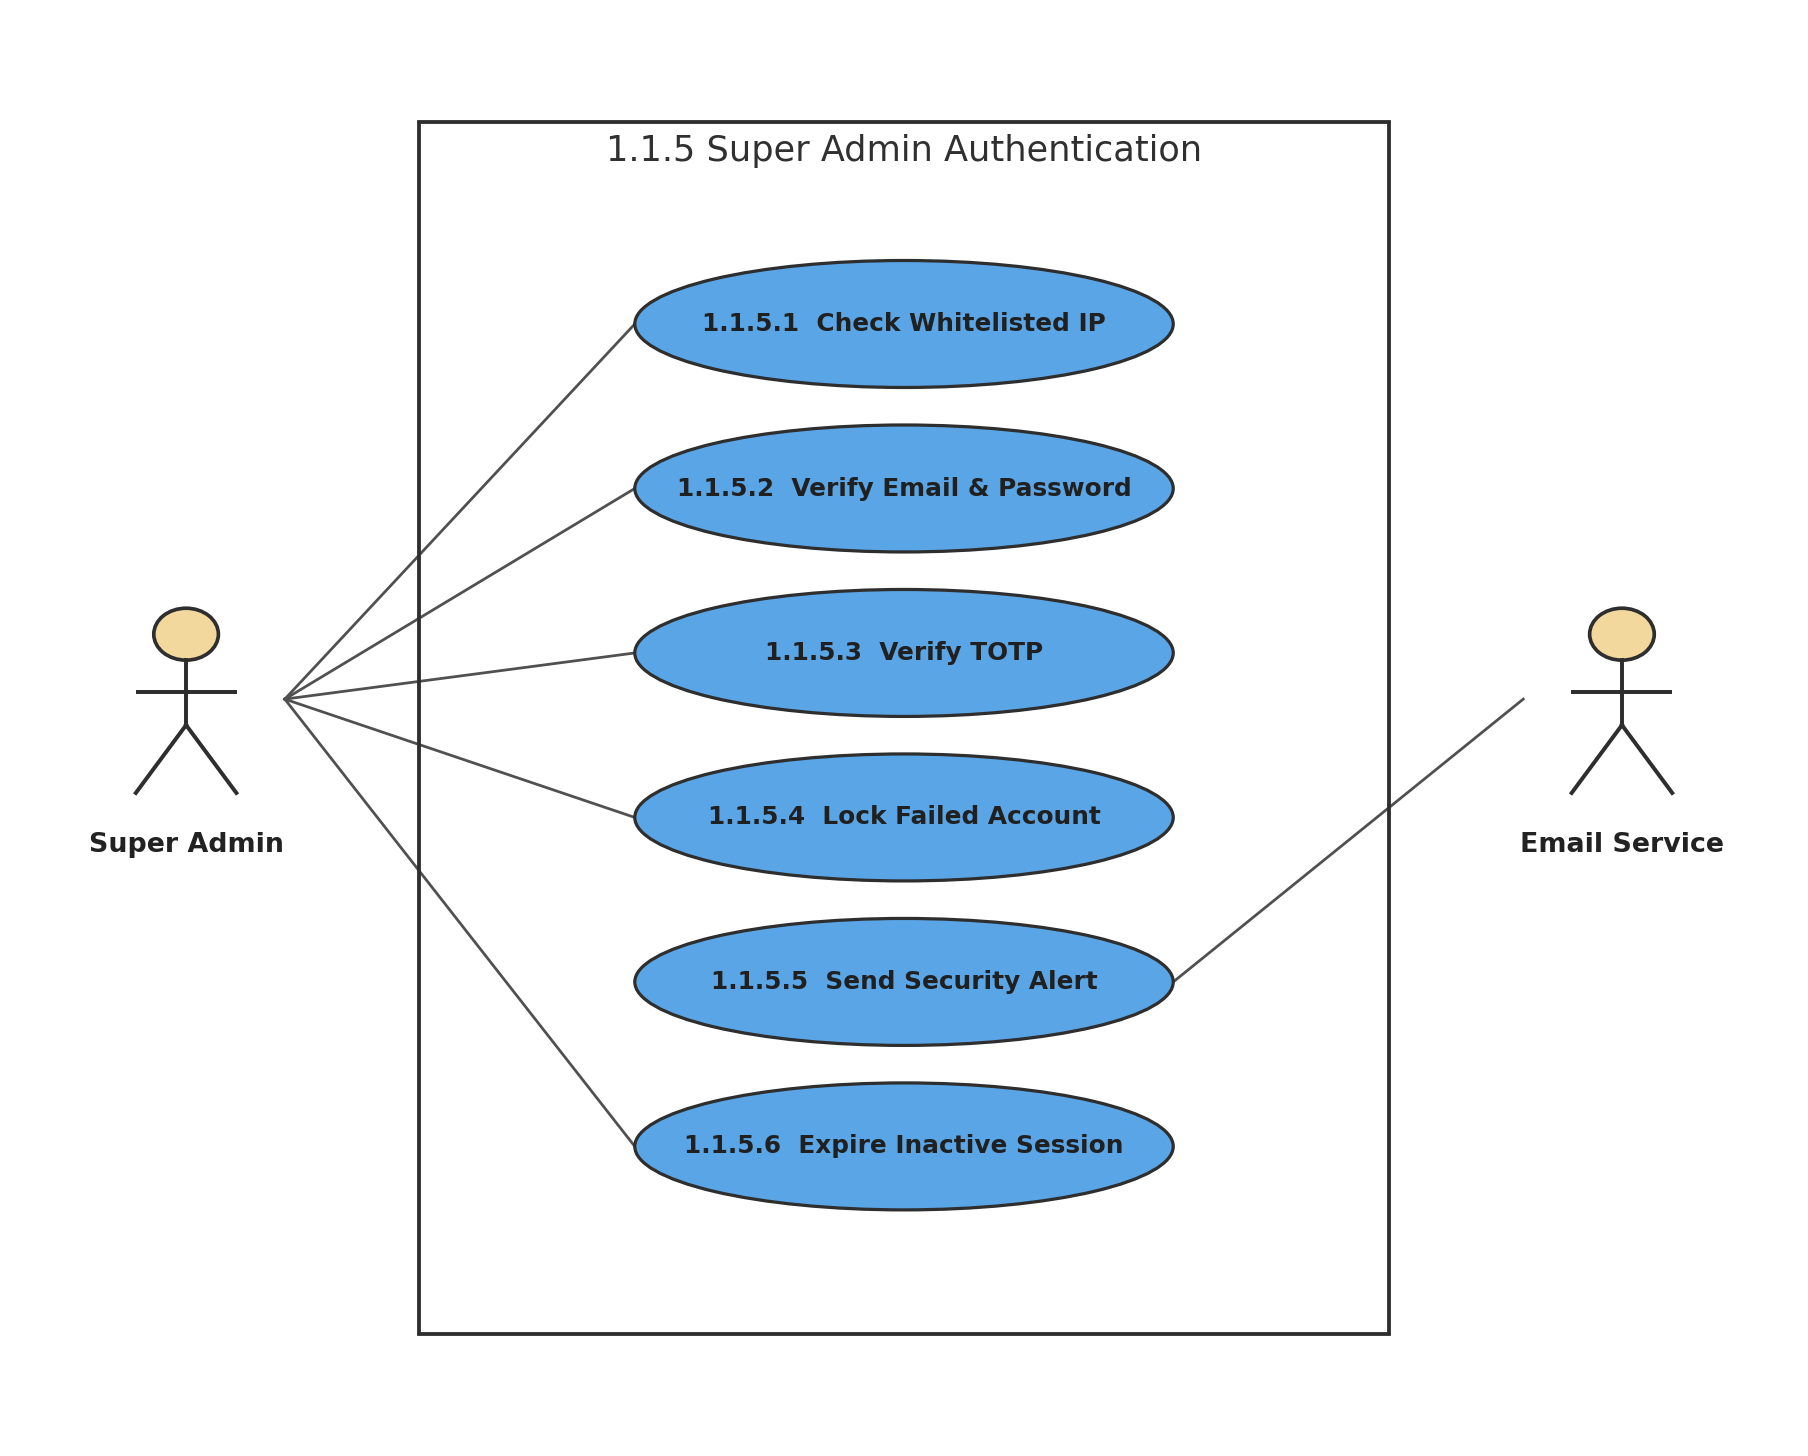 1.1.5 Super Admin Authentication
1.1.5.1  Check Whitelisted IP
1.1.5.2  Verify Email & Password
1.1.5.3  Verify TOTP
1.1.5.4  Lock Failed Account
Super Admin
Email Service
1.1.5.5  Send Security Alert
1.1.5.6  Expire Inactive Session